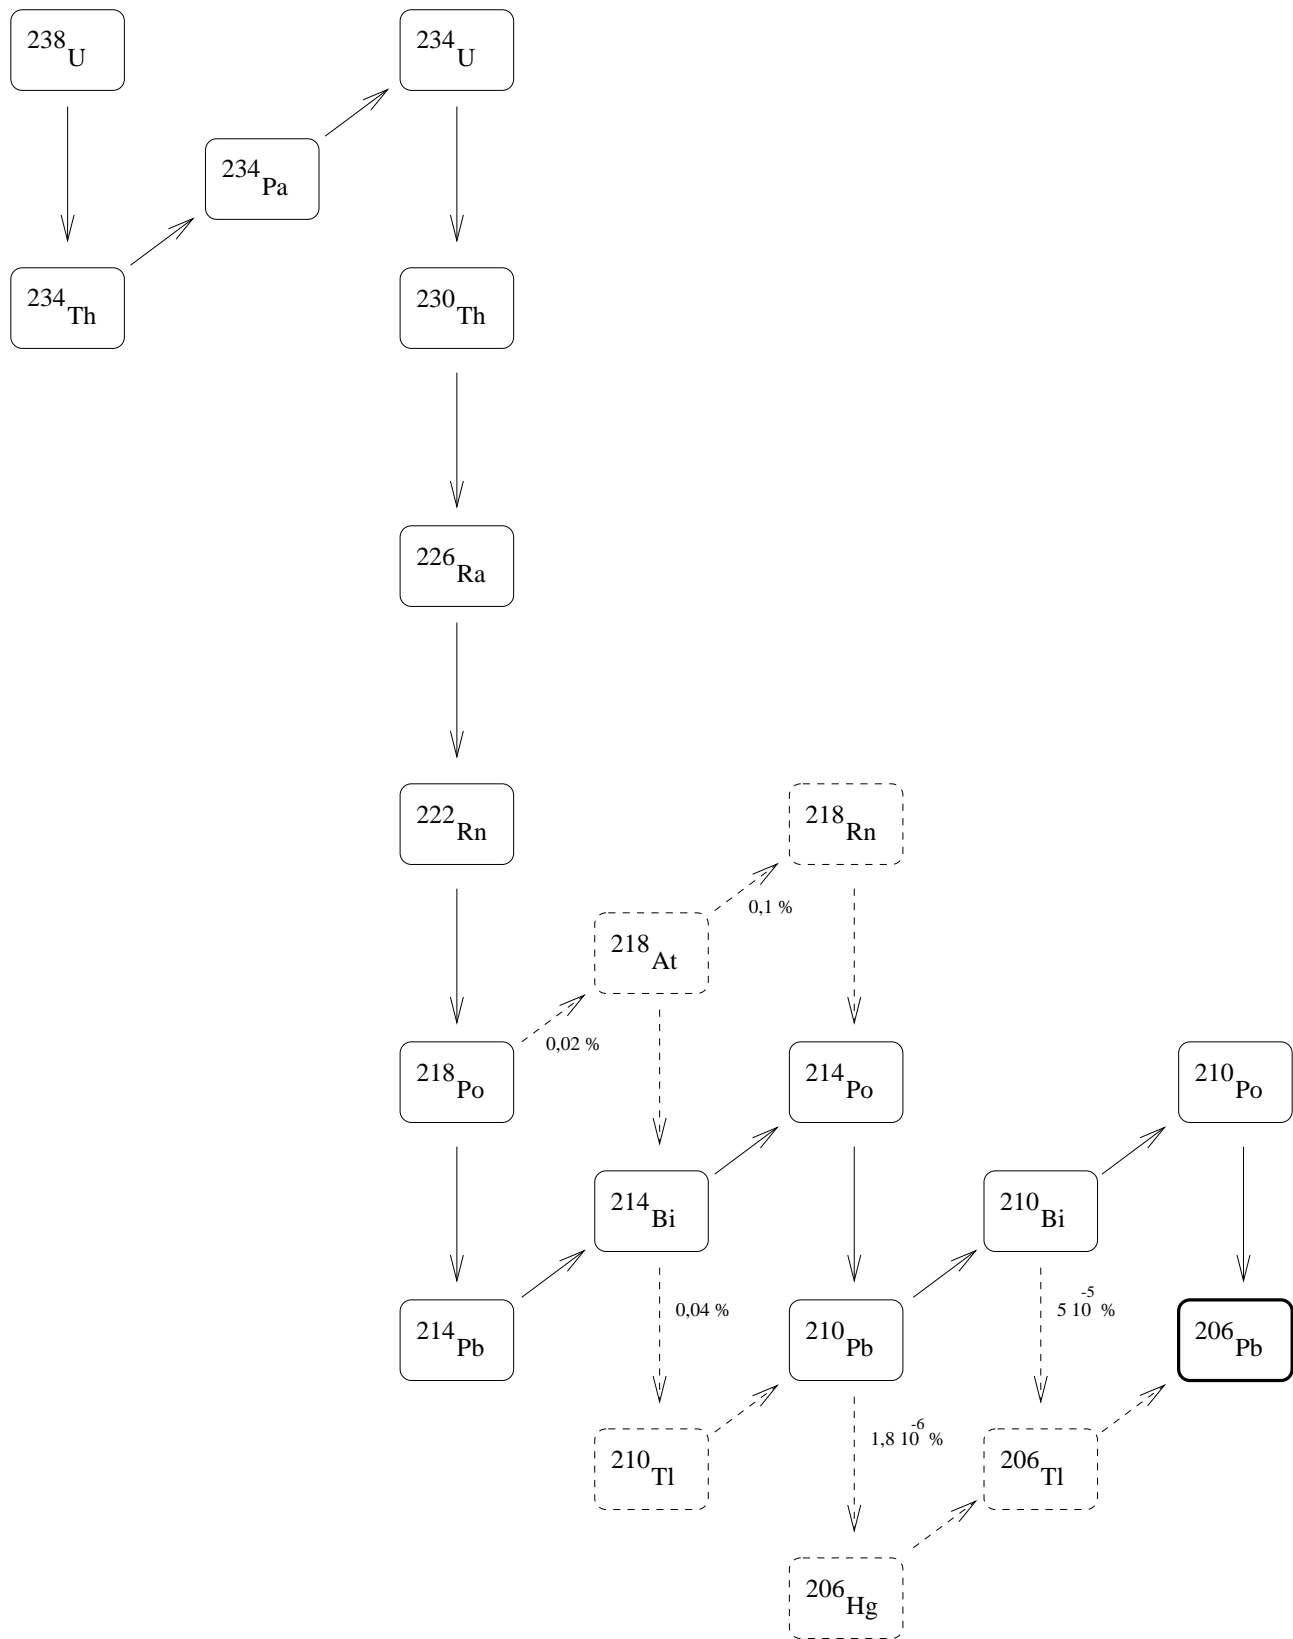 238U
234U
234Pa
234Th
230Th
226Ra
222Rn
218Rn
0,1 %
218At
0,02 %
218Po
214Po
210Po
214Bi
210Bi
0,04 %
5 10-5 %
214Pb
210Pb
206Pb
1,8 10-6 %
210Tl
206Tl
206Hg